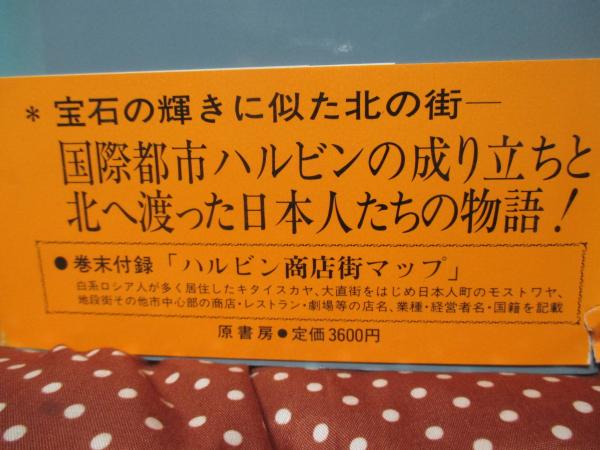 ＊ 宝石の輝きに似た北の街―
国際都市ハルビンの成り立ちと
北へ渡った日本人たちの物語！
●巻末付録「ハルビン商店街マップ」
白系ロシア人が多く居住したキタイスカヤ、大直街をはじめ日本人町のモストワヤ、
地段街その他市中心部の商店・レストラン・劇場等の店名、業種・経営者名・国籍を記載
原書房●定価3600円